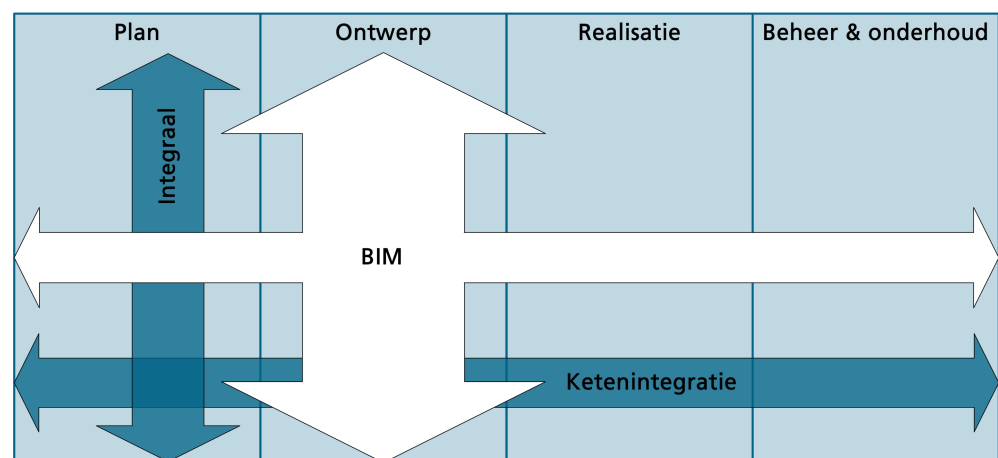 Plan
Ontwerp
Realisatie
Beheer & onderhoud
Integraal
BIM
Ketenintegratie